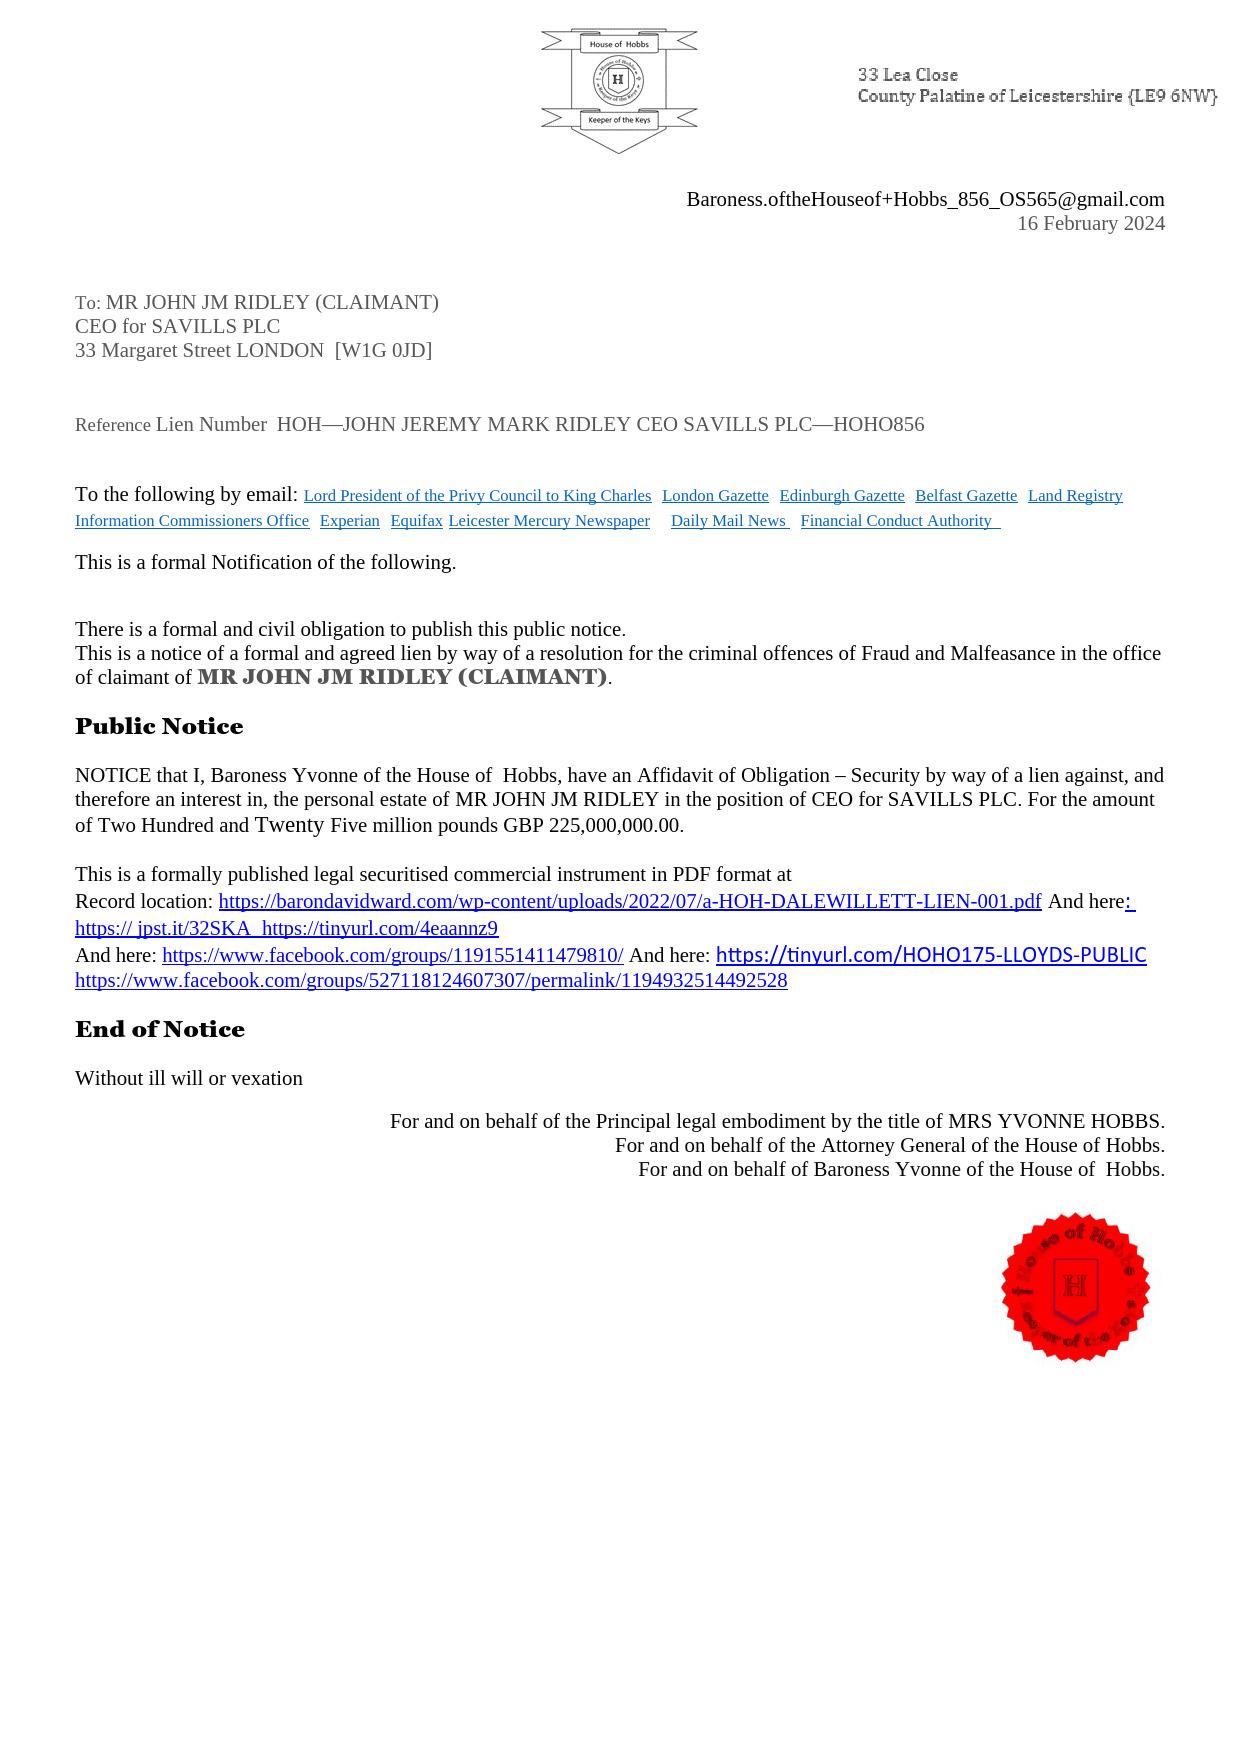 House of Hobbs
H
Keeper of the Keys
33 Lea Close
County Palatine of Leicestershire {LE9 6NW}
Baroness.oftheHouseof+Hobbs_856_OS565@gmail.com
16 February 2024
To: MR JOHN JM RIDLEY (CLAIMANT)
CEO for SAVILLS PLC
33 Margaret Street LONDON [W1G 0JD]
Reference Lien Number HOH—JOHN JEREMY MARK RIDLEY CEO SAVILLS PLC—HOHO856
To the following by email: Lord President of the Privy Council to King Charles London Gazette Edinburgh Gazette Belfast Gazette Land Registry
Information Commissioners Office Experian Equifax Leicester Mercury Newspaper Daily Mail News Financial Conduct Authority
This is a formal Notification of the following.
There is a formal and civil obligation to publish this public notice.
This is a notice of a formal and agreed lien by way of a resolution for the criminal offences of Fraud and Malfeasance in the office
of claimant of MR JOHN JM RIDLEY (CLAIMANT).
Public Notice
NOTICE that I, Baroness Yvonne of the House of Hobbs, have an Affidavit of Obligation – Security by way of a lien against, and
therefore an interest in, the personal estate of MR JOHN JM RIDLEY in the position of CEO for SAVILLS PLC. For the amount
of Two Hundred and Twenty Five million pounds GBP 225,000,000.00.
This is a formally published legal securitised commercial instrument in PDF format at
Record location: https://barondavidward.com/wp-content/uploads/2022/07/a-HOH-DALEWILLETT-LIEN-001.pdf And here:
https:// jpst.it/32SKA https://tinyurl.com/4eaannz9
And here: https://www.facebook.com/groups/1191551411479810/ And here: https://tinyurl.com/HOHO175-LLOYDS-PUBLIC
https://www.facebook.com/groups/527118124607307/permalink/1194932514492528
End of Notice
Without ill will or vexation
For and on behalf of the Principal legal embodiment by the title of MRS YVONNE HOBBS.
For and on behalf of the Attorney General of the House of Hobbs.
For and on behalf of Baroness Yvonne of the House of Hobbs.
House of Hobbs
H